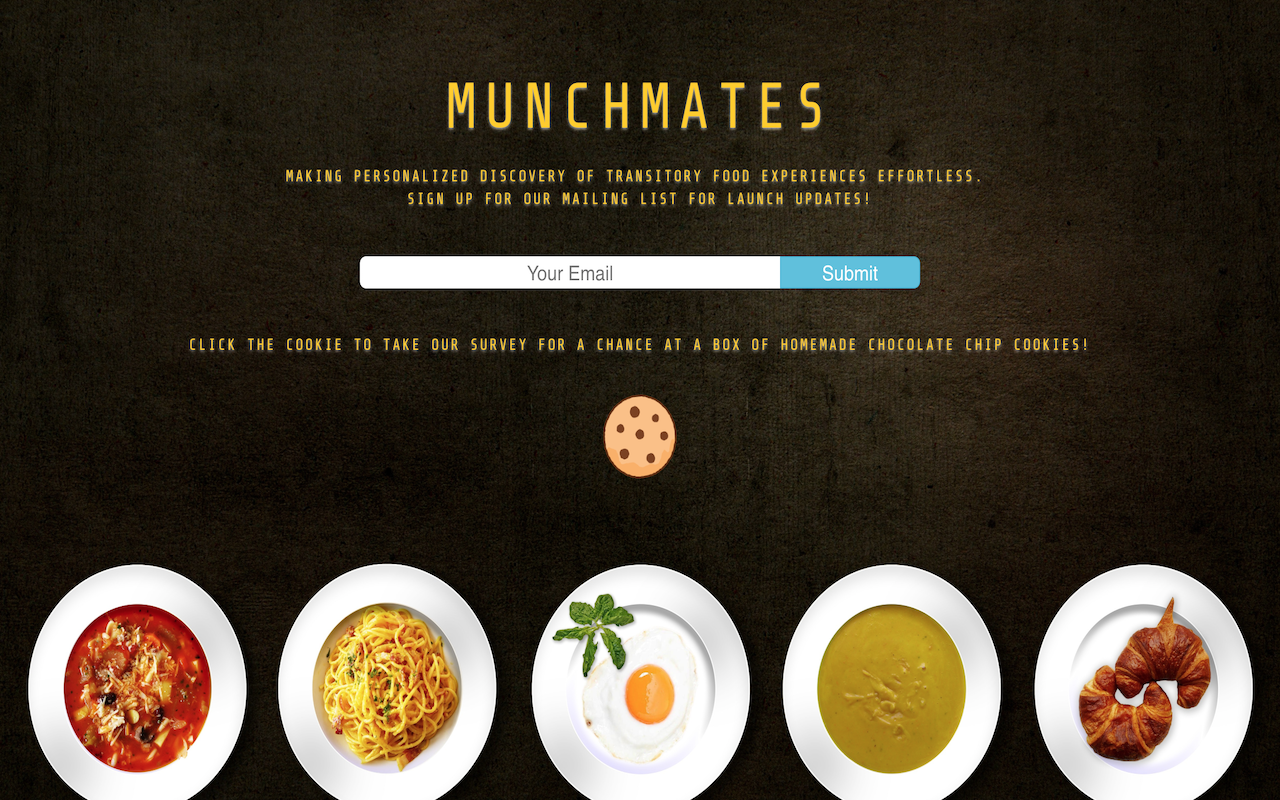 MUNCHMATES
MAKING PERSONALIZED DISCOVERY OF TRANSITORY FOOD EXPERIENCES EFFORTLESS.
SIGN UP FOR OUR MAILING LIST FOR LAUNCH UPDATES!
Your Email Submit
CLICK THE COOKIE TO TAKE OUR SURVEY FOR A CHANCE AT A BOX OF HOMEMADE CHOCOLATE CHIP COOKIES!